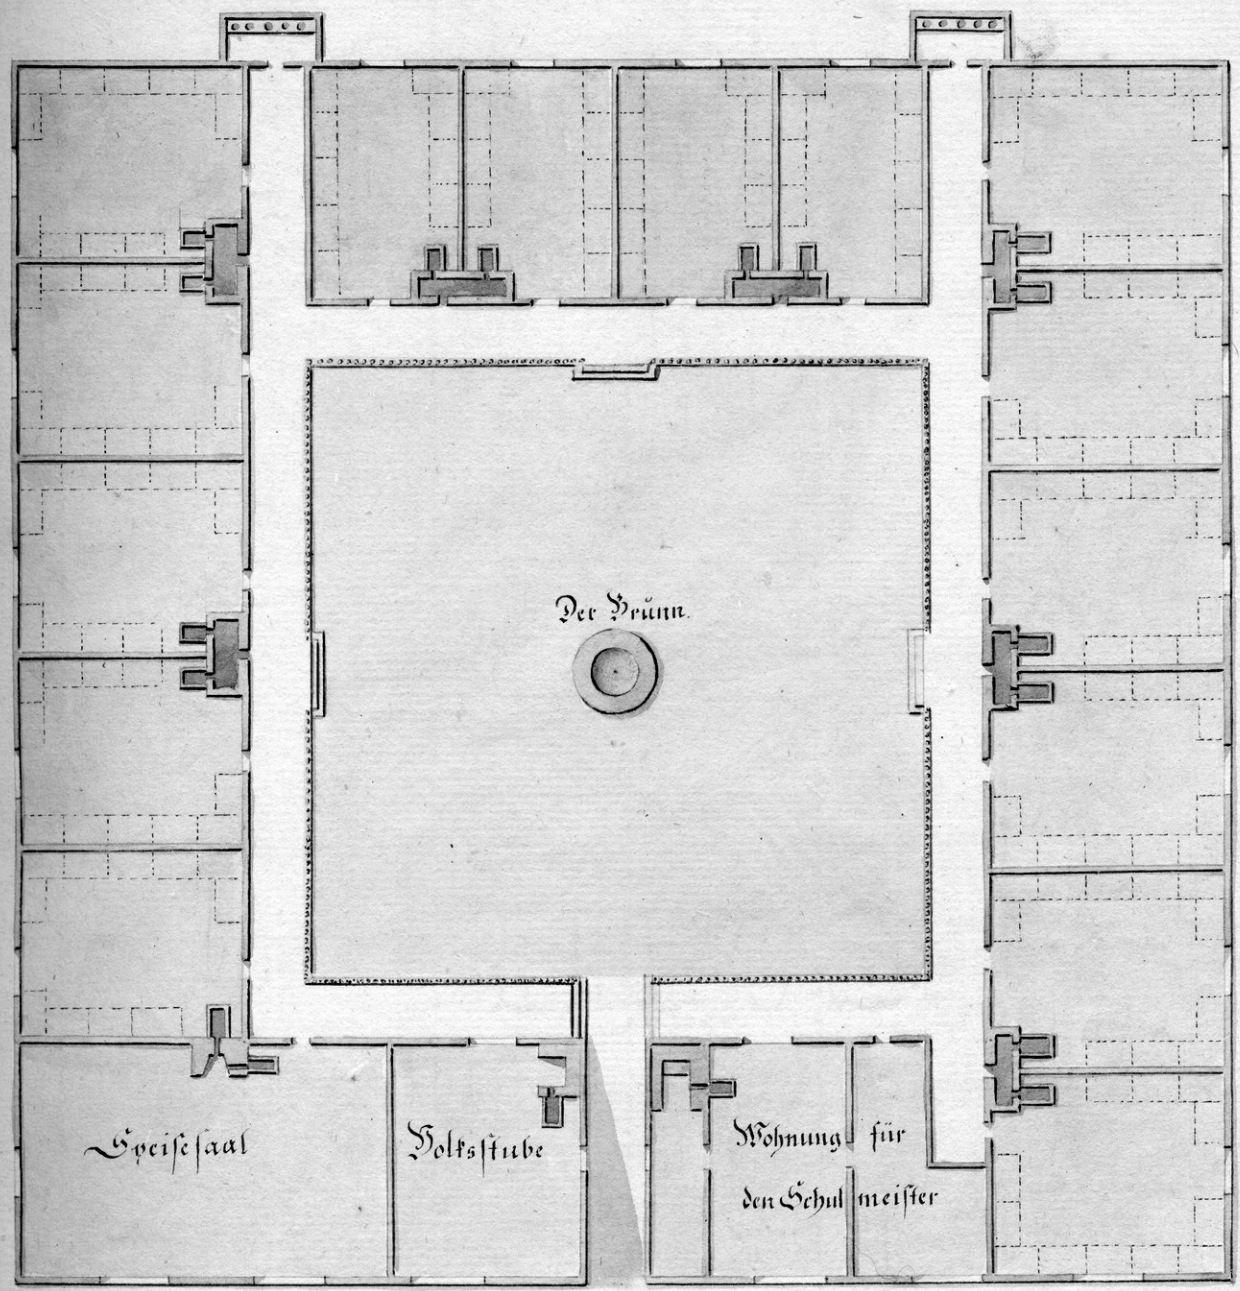 Der Brunn.
Speisesaal
Volksstube
Wohnung für
den Schulmeister